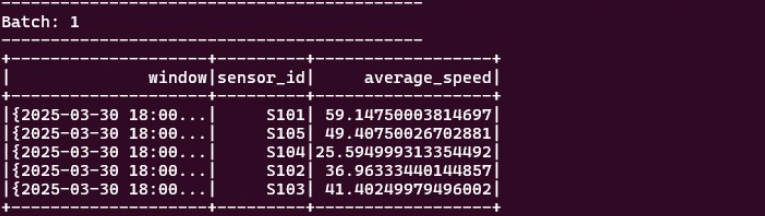 -------------------------------------------
Batch: 1
-------------------------------------------
+--------------------+---------+------------------+
|              window|sensor_id|     average_speed|
+--------------------+---------+------------------+
|{2025-03-30 18:00...|     S101| 59.14750003814697|
|{2025-03-30 18:00...|     S105| 49.40750026702881|
|{2025-03-30 18:00...|     S104|25.594999313354492|
|{2025-03-30 18:00...|     S102| 36.96333440144857|
|{2025-03-30 18:00...|     S103| 41.40249979496002|
+--------------------+---------+------------------+